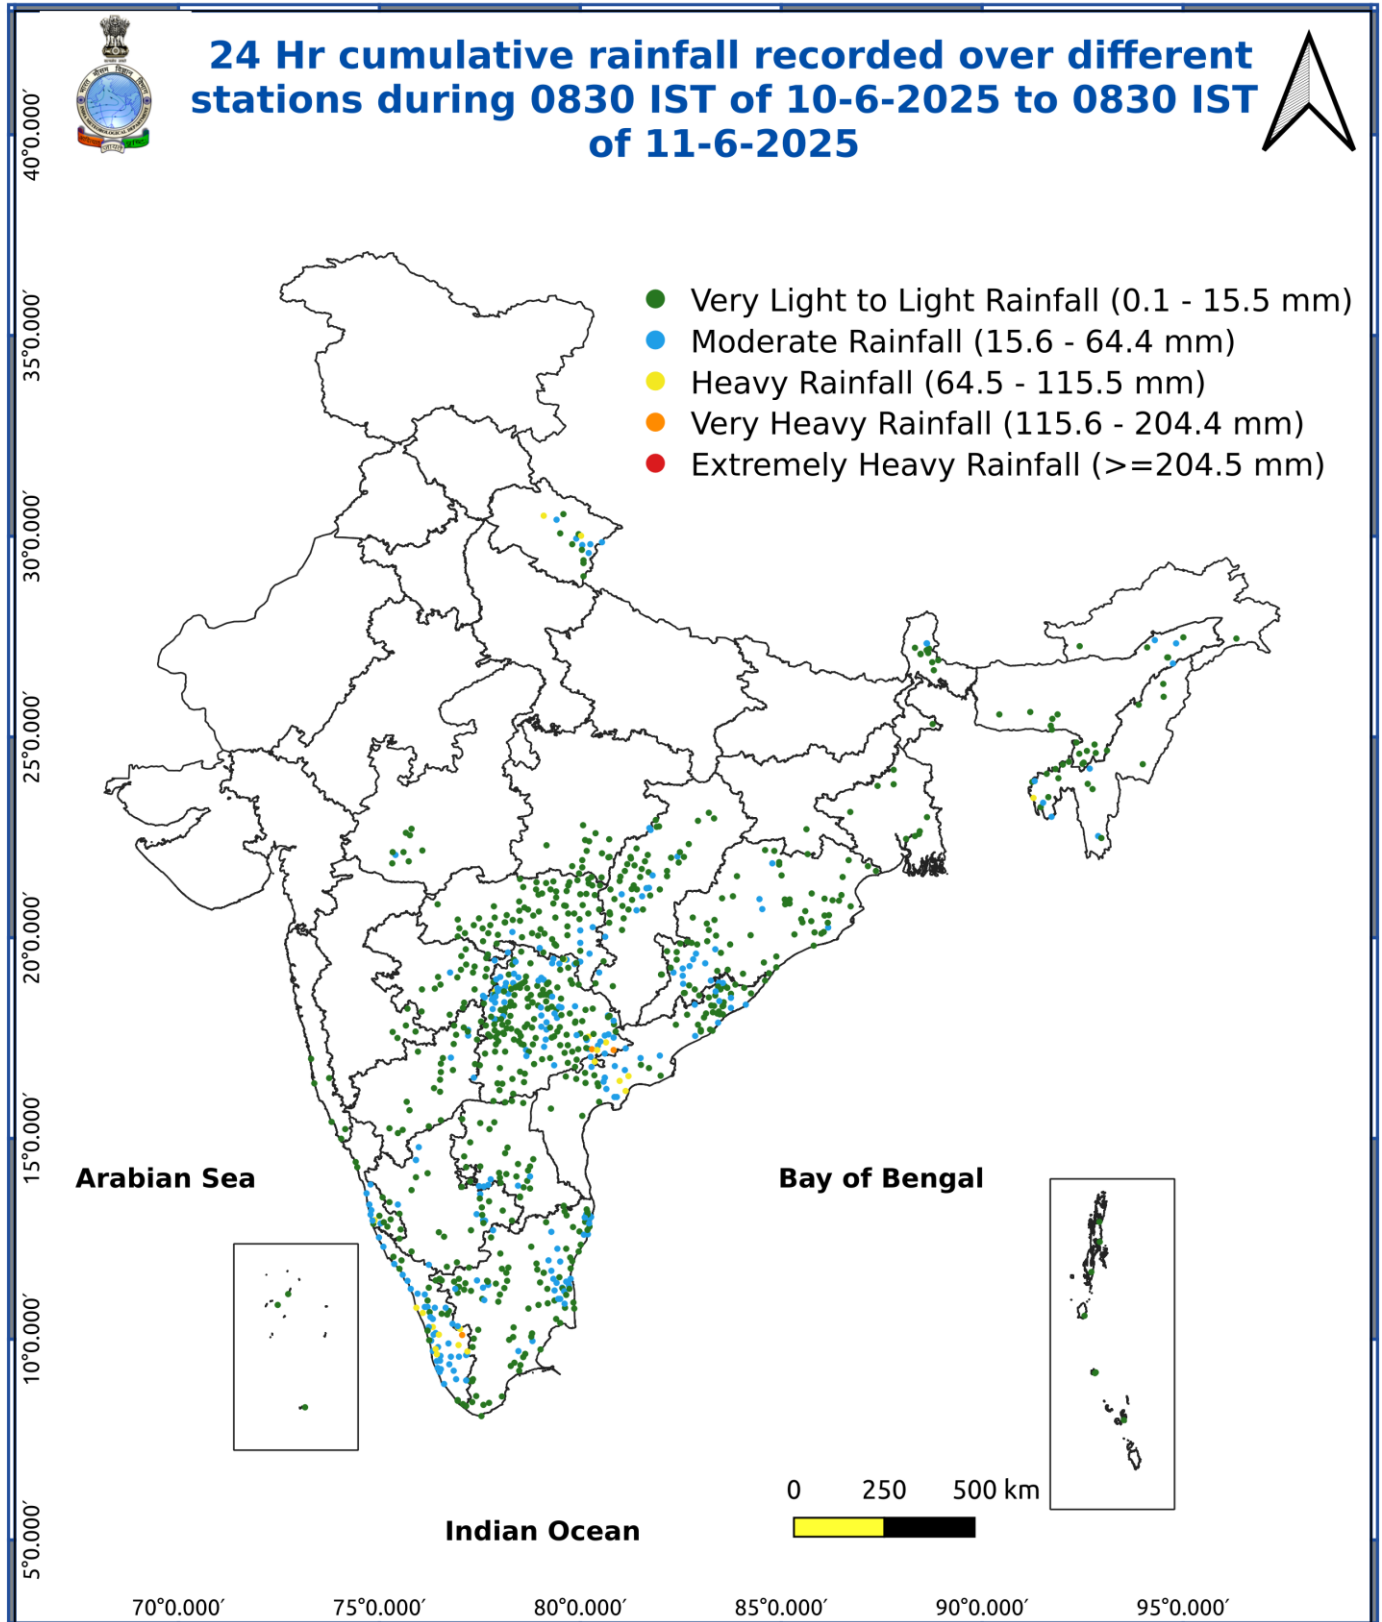 24 Hr cumulative rainfall recorded over different
stations during 0830 IST of 10-6-2025 to 0830 IST
of 11-6-2025
Very Light to Light Rainfall (0.1 - 15.5 mm)
Moderate Rainfall (15.6 - 64.4 mm)
Heavy Rainfall (64.5 - 115.5 mm)
Very Heavy Rainfall (115.6 - 204.4 mm)
Extremely Heavy Rainfall (>=204.5 mm)
40°0.000′
35°0.000′
30°0.000′
25°0.000′
20°0.000′
15°0.000′
10°0.000′
5°0.000′
Arabian Sea
Bay of Bengal
Indian Ocean
0 250 500 km
70°0.000′ 75°0.000′ 80°0.000′ 85°0.000′ 90°0.000′ 95°0.000′